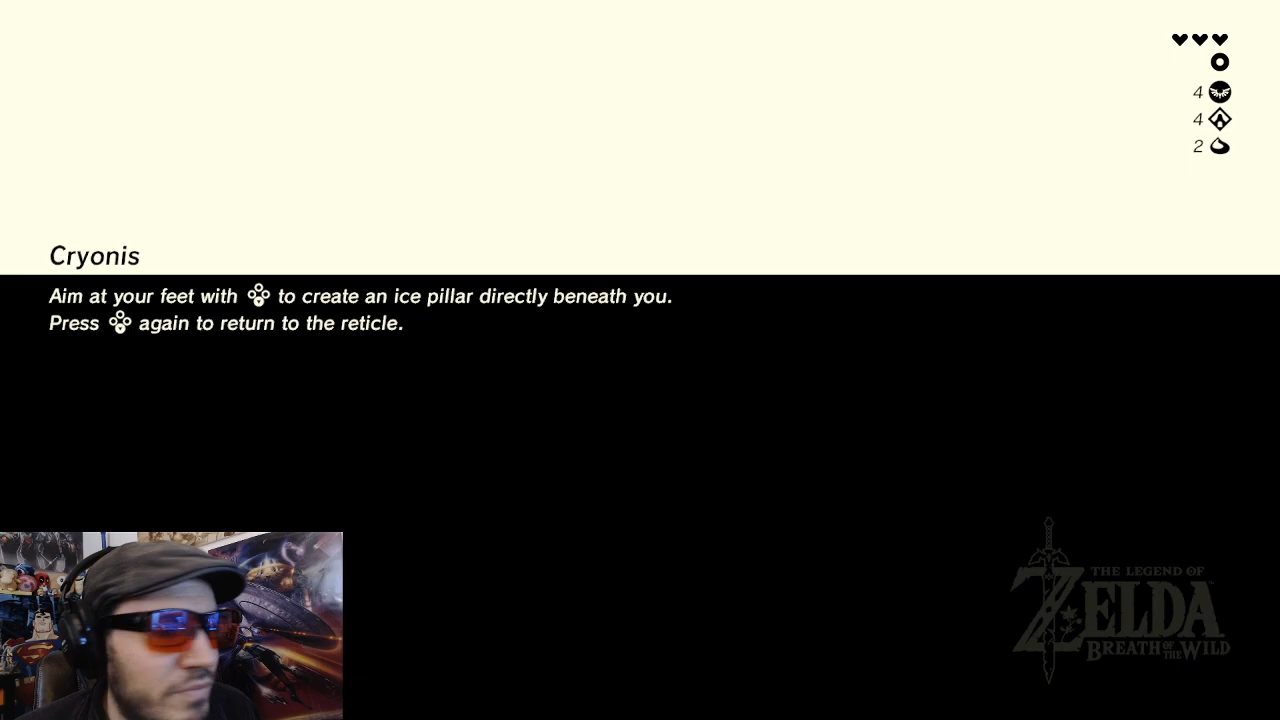 4
4
2
Cryonis
Aim at your feet with to create an ice pillar directly beneath you.
Press again to return to the reticle.
THE LEGEND OF
ZELDA
BREATH OF THE WILD